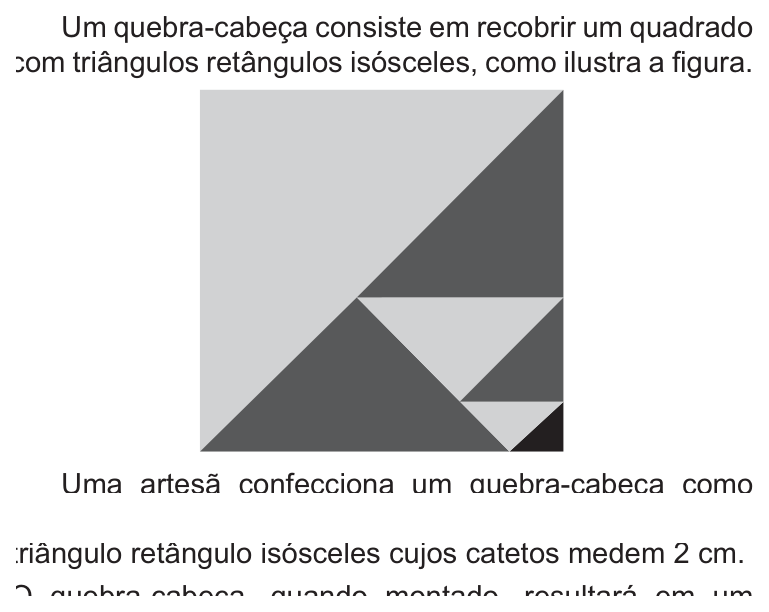 Um quebra-cabeça consiste em recobrir um quadrado
com triângulos retângulos isósceles, como ilustra a figura.
Uma artesã confecciona um quebra-cabeça como
triângulo retângulo isósceles cujos catetos medem 2 cm.
O quebra-cabeça, quando montado, resultará em um